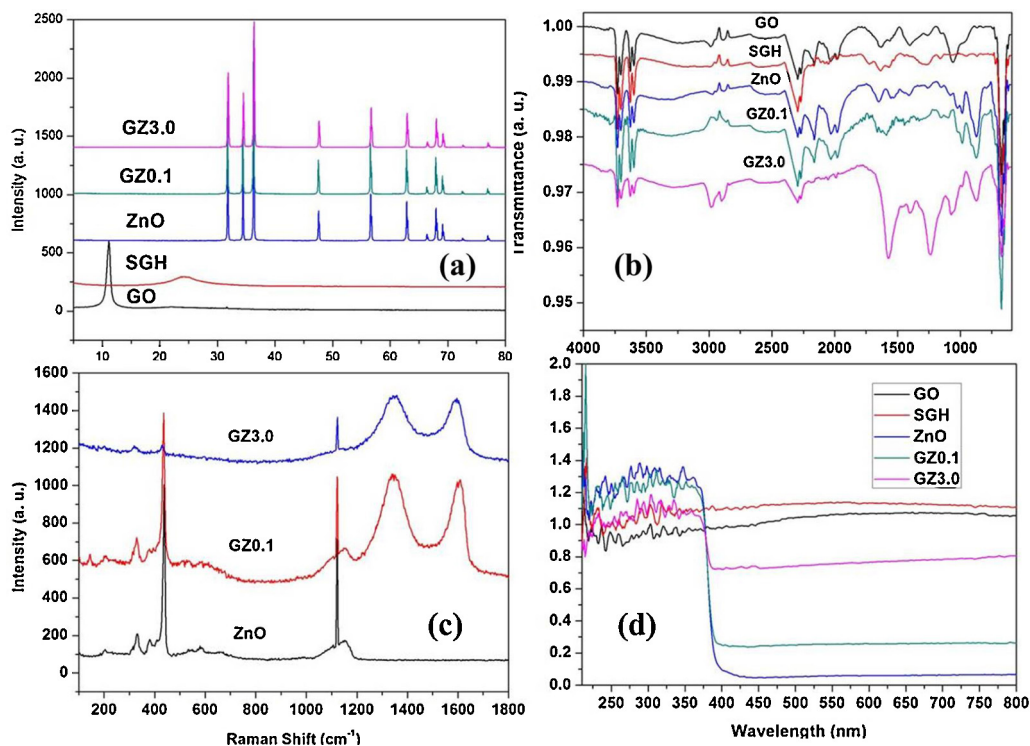 2500
2000
1500
1000
500
0
Intensity (a. u.)
GZ3.0
GZ0.1
ZnO
SGH
GO
(a)
10 20 30 40 50 60 70 80
1.00
0.99
0.98
0.97
0.96
0.95
Transmittance (a. u.)
GO
SGH
ZnO
GZ0.1
GZ3.0
(b)
4000 3500 3000 2500 2000 1500 1000
1600
1400
1200
1000
800
600
400
200
0
Intensity (a. u.)
GZ3.0
GZ0.1
ZnO
(c)
200 400 600 800 1000 1200 1400 1600 1800
Raman Shift (cm-1)
2.0
1.8
1.6
1.4
1.2
1.0
0.8
0.6
0.4
0.2
0.0
GO
SGH
ZnO
GZ0.1
GZ3.0
(d)
250 300 350 400 450 500 550 600 650 700 750 800
Wavelength (nm)